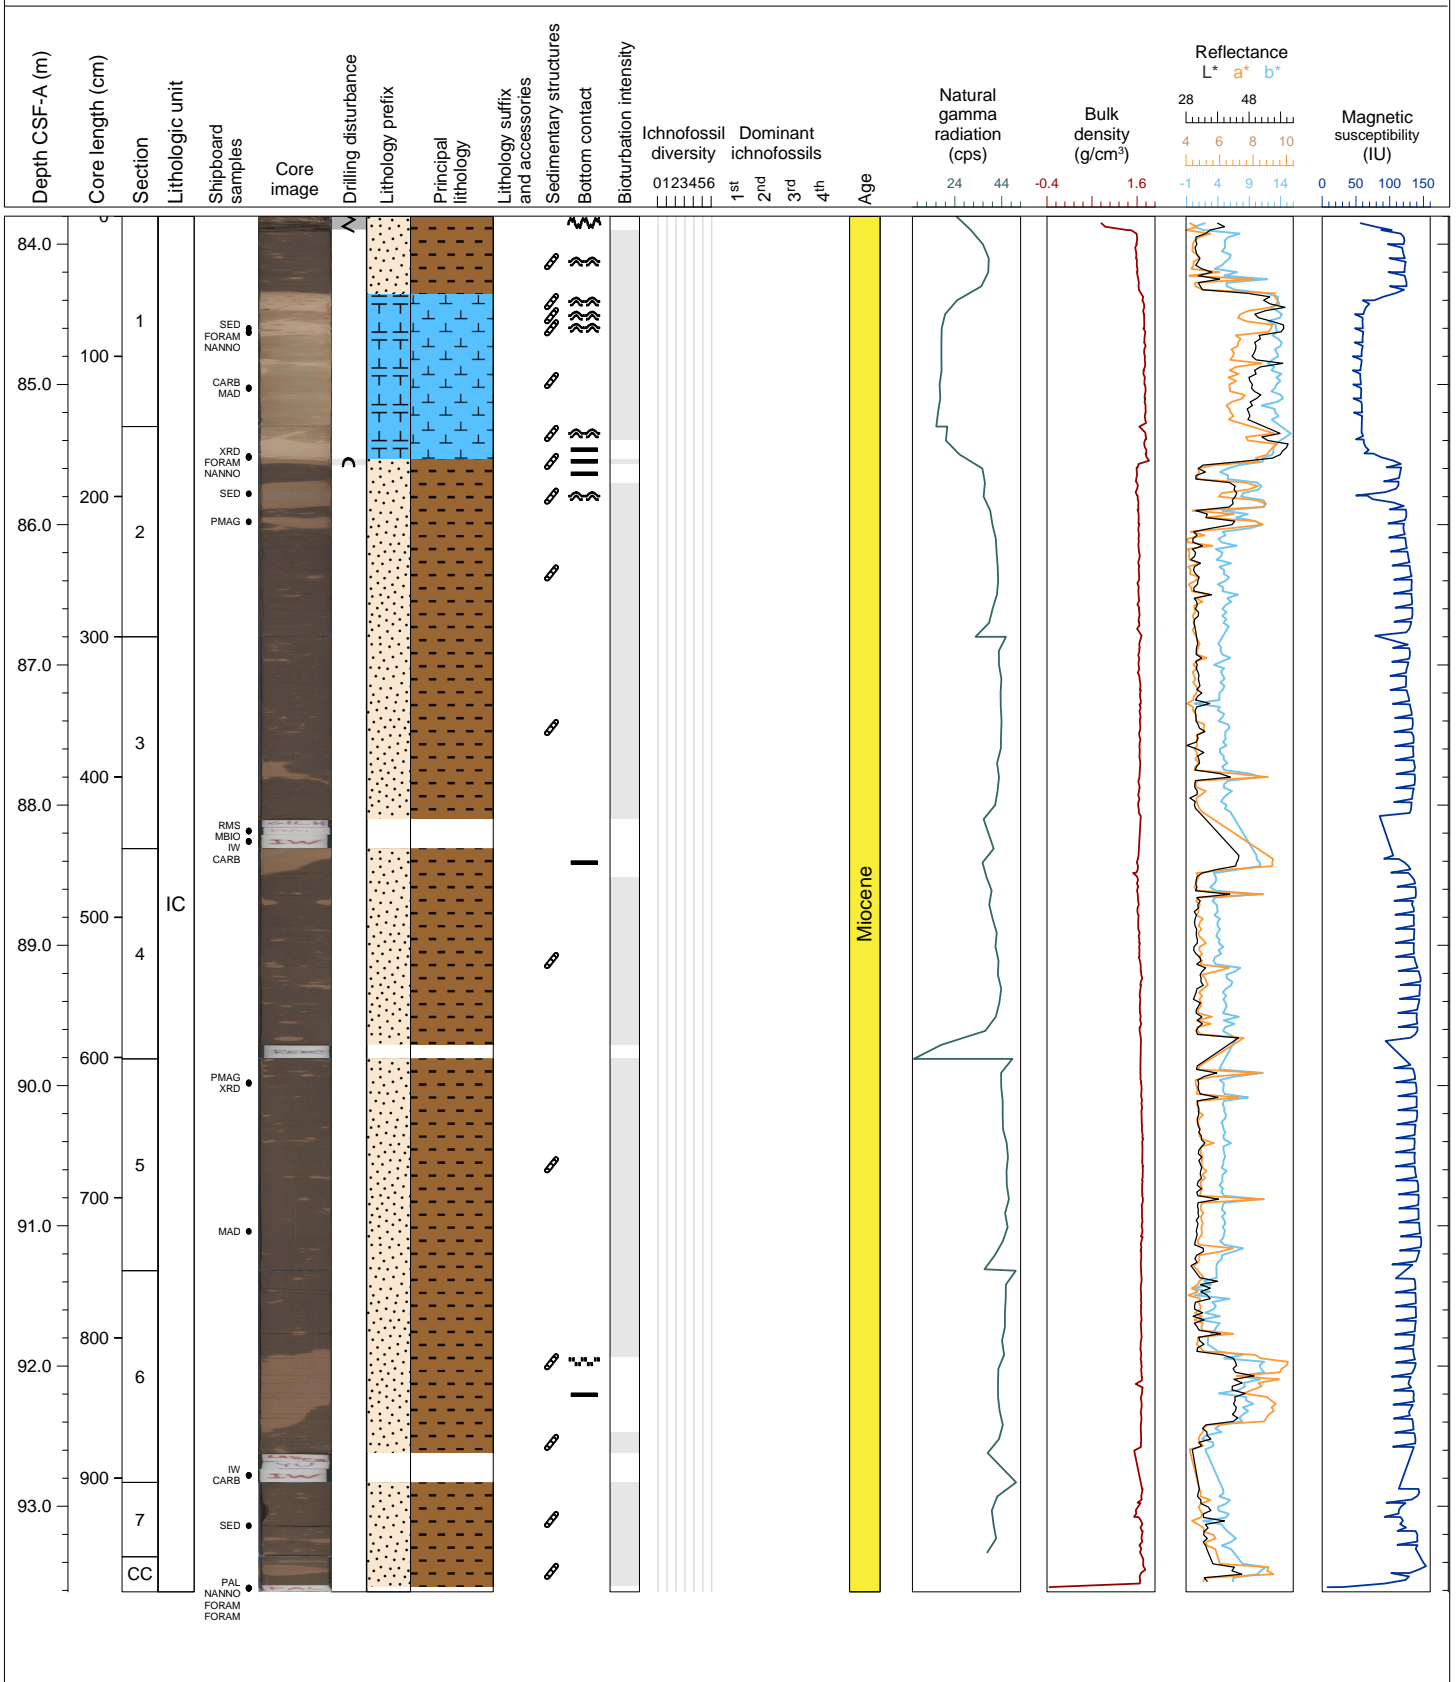 Depth CSF-A (m)
Core length (cm)
Section
Lithologic unit
Shipboard samples
Core image
Drilling disturbance
Lithology prefix
Principal lithology
Lithology suffix and accessories
Sedimentary structures
Bottom contact
Bioturbation intensity
Ichnofossil diversity
0123456
Dominant ichnofossils
1st 2nd 3rd 4th
Age
Natural gamma radiation (cps)
24 44
Bulk density (g/cm³)
-0.4 1.6
Reflectance
L* a* b*
28 48
4 6 8 10
-1 4 9 14
Magnetic susceptibility (IU)
0 50 100 150
0
84.0
1
SED
FORAM
NANNO
100
85.0
CARB
MAD
XRD
FORAM
NANNO
200
SED
86.0
PMAG
2
300
87.0
3
400
88.0
RMS
MBIO
IW
CARB
IW
IC
Miocene
500
89.0
4
600
90.0
PMAG
XRD
5
700
91.0
MAD
800
92.0
6
900
IW
CARB
IW
93.0
7
SED
CC
PAL
NANNO
FORAM
FORAM